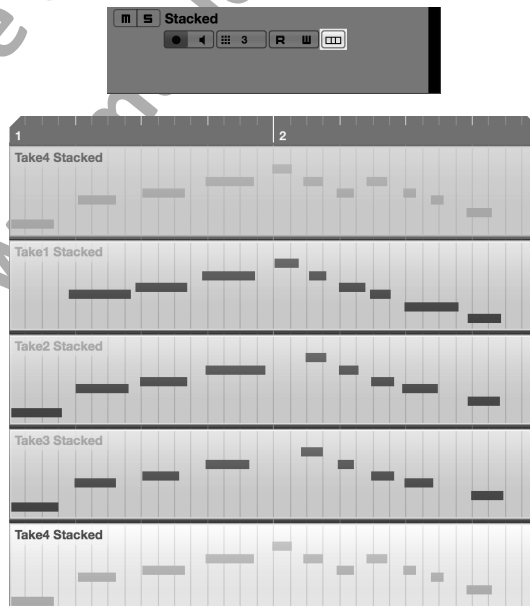 M S Stacked
3 R W
1 2
Take4 Stacked
Take1 Stacked
Take2 Stacked
Take3 Stacked
Take4 Stacked